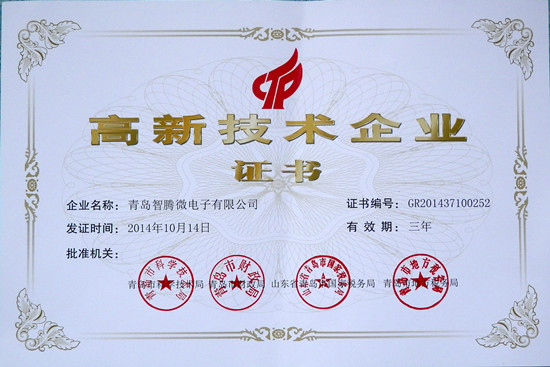 高新技术企业
证书
企业名称：青岛智腾微电子有限公司 证书编号：GR201437100252
发证时间：2014年10月14日 有效期：三年
批准机关：
青岛市科学技术局 青岛市财政局 山东省青岛市国家税务局 青岛市地方税务局